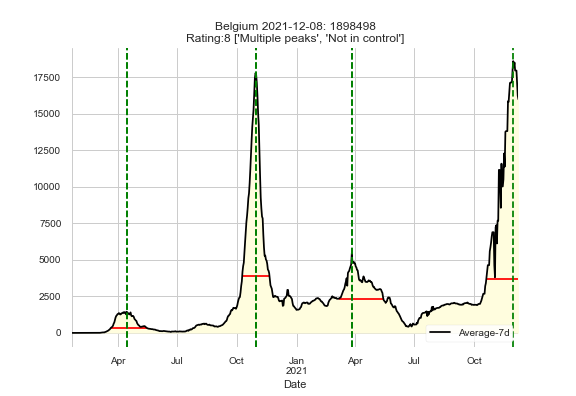 Belgium 2021-12-08: 1898498
Rating:8 ['Multiple peaks', 'Not in control']
17500
15000
12500
10000
7500
5000
2500
0
Average-7d
Apr Jul Oct Jan Apr Jul Oct
2021
Date